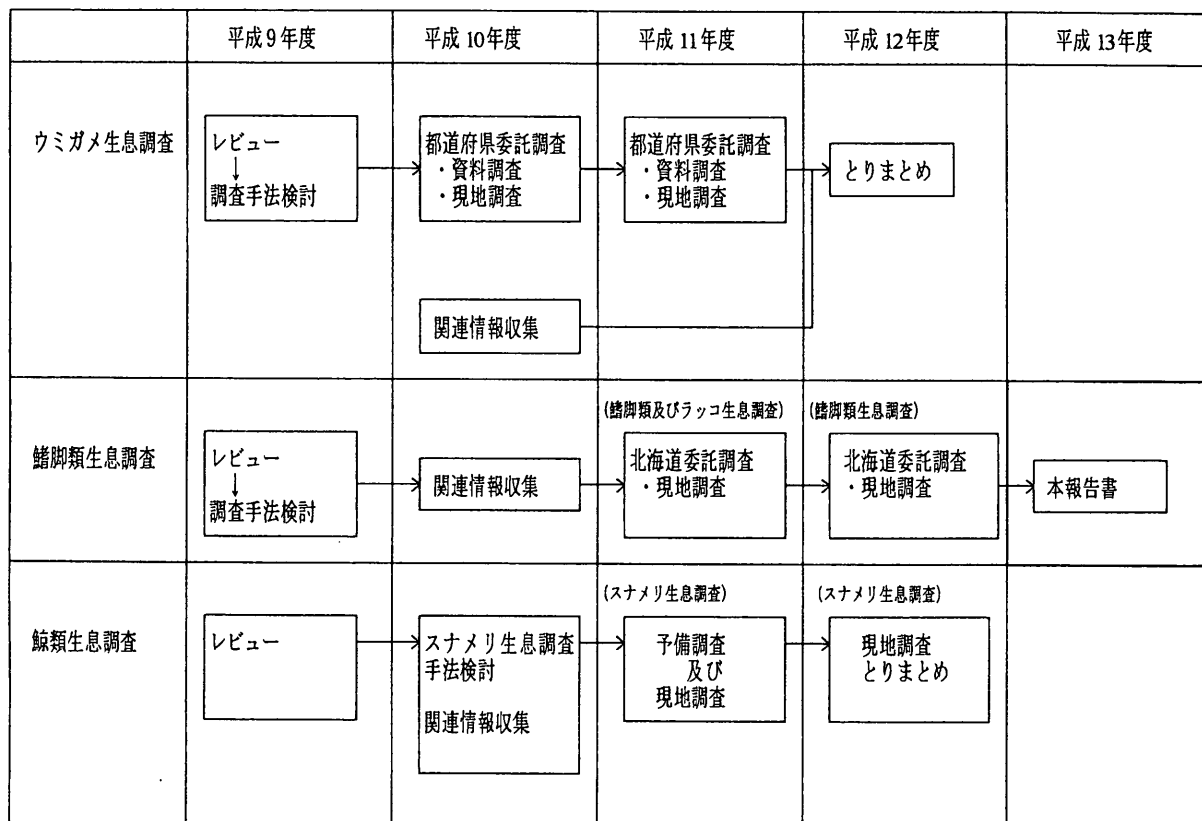 平成9年度
平成10年度
平成11年度
平成12年度
平成13年度
ウミガメ生息調査
レビュー
↓
調査手法検討
都道府県委託調査
・資料調査
・現地調査
都道府県委託調査
・資料調査
・現地調査
とりまとめ
関連情報収集
鰭脚類生息調査
レビュー
↓
調査手法検討
関連情報収集
(鰭脚類及びラッコ生息調査)
北海道委託調査
・現地調査
(鰭脚類生息調査)
北海道委託調査
・現地調査
本報告書
鯨類生息調査
レビュー
スナメリ生息調査
手法検討
関連情報収集
(スナメリ生息調査)
予備調査
及び
現地調査
(スナメリ生息調査)
現地調査
とりまとめ